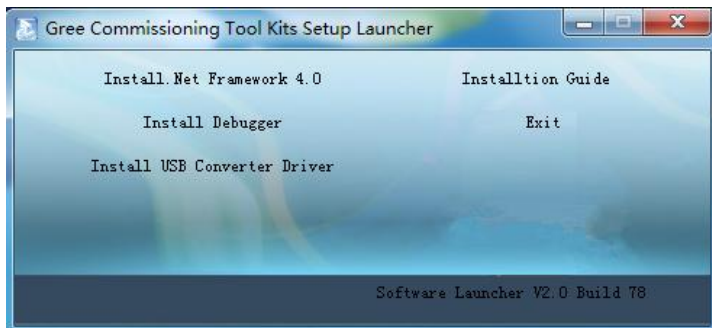 Gree Commissioning Tool Kits Setup Launcher
Install.Net Framework 4.0
Installtion Guide
Install Debugger
Exit
Install USB Converter Driver
Software Launcher V2.0 Build 78